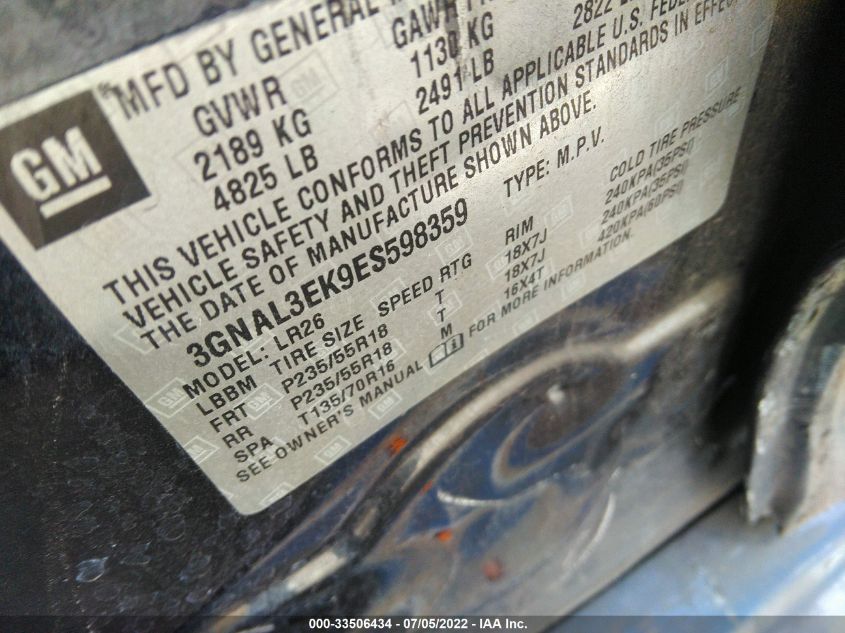 GM
MFD BY GENERAL
GVWR GAWR
2189 KG 1130 KG
4825 LB 2491 LB 2822
THIS VEHICLE CONFORMS TO ALL APPLICABLE U.S.
VEHICLE SAFETY AND THEFT PREVENTION STANDARDS IN EFFECT
THE DATE OF MANUFACTURE SHOWN ABOVE.
3GNAL3EK9ES598359 TYPE: M.P.V.
MODEL: LR26
LBBM TIRE SIZE SPEED RTG RIM COLD TIRE PRESSURE
FRT P235/55R18 T 18X7J 240KPA(35PSI)
RR P235/55R18 T 18X7J 240KPA(35PSI)
SPA T135/70R16 M 16X4T 420KPA(60PSI)
SEE OWNER'S MANUAL FOR MORE INFORMATION.
000-33506434 - 07/05/2022 - IAA Inc.